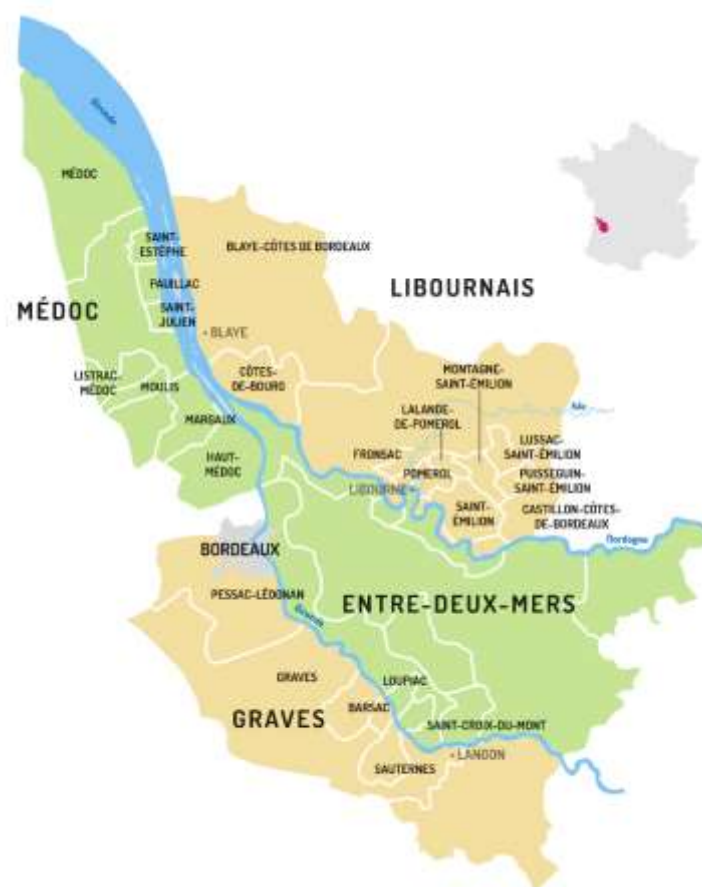 Gironde
MÉDOC
SAINT-
ESTÈPHE
BLAYE-CÔTES DE BORDEAUX
PAUILLAC
LIBOURNAIS
MÉDOC
SAINT-
JULIEN
BLAYE
LISTRAC-
MÉDOC
MOULIS
CÔTES-
DE-BOURG
MONTAGNE-
SAINT-ÉMILION
LALANDE-
DE-POMEROL
Isle
MARGAUX
LUSSAC-
SAINT-ÉMILION
FRONSAC
HAUT-
MÉDOC
POMEROL
PUISSEGUIN-
SAINT-ÉMILION
LIBOURNE
SAINT-
ÉMILION
CASTILLON-CÔTES-
DE-BORDEAUX
Dordogne
BORDEAUX
PESSAC-LÉOGNAN
ENTRE-DEUX-MERS
GRAVES
LOUPIAC
BARSAC
GRAVES
SAINT-CROIX-DU-MONT
LANGON
SAUTERNES